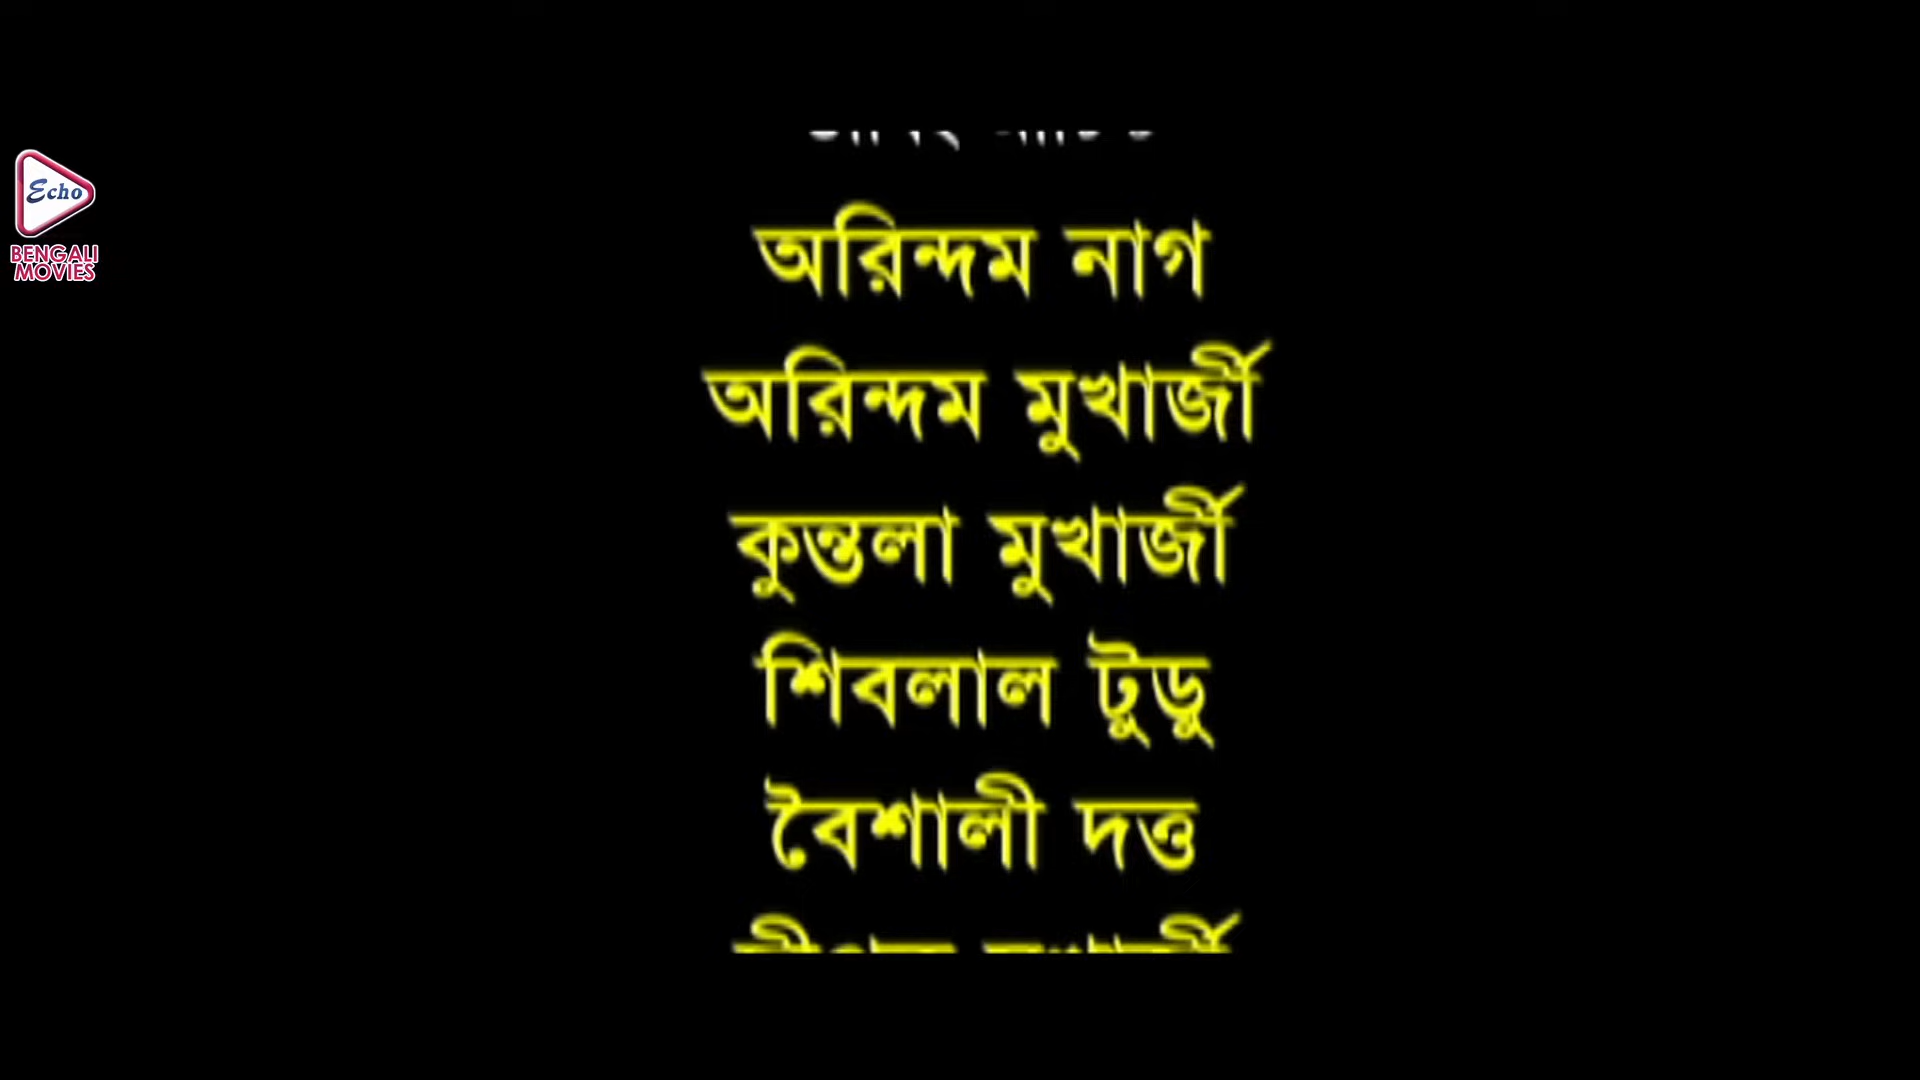 Echo
BENGALI
MOVIES
অরিন্দম নাগ
অরিন্দম মুখার্জী
কুন্তলা মুখার্জী
শিবলাল টুডু
বৈশালী দত্ত
মুখার্জী